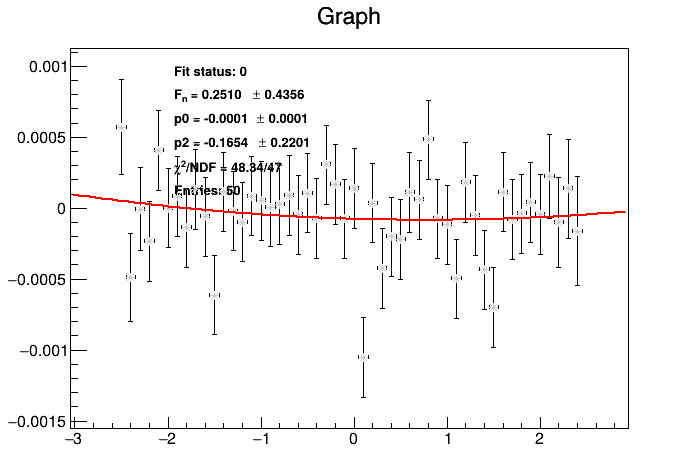 Graph
0.001
0.0005
0
−0.0005
−0.001
−0.0015
Fit status: 0
Fn = 0.2510 ± 0.4356
p0 = -0.0001 ± 0.0001
p2 = -0.1654 ± 0.2201
χ²/NDF = 48.34/47
Entries: 50
−3 −2 −1 0 1 2